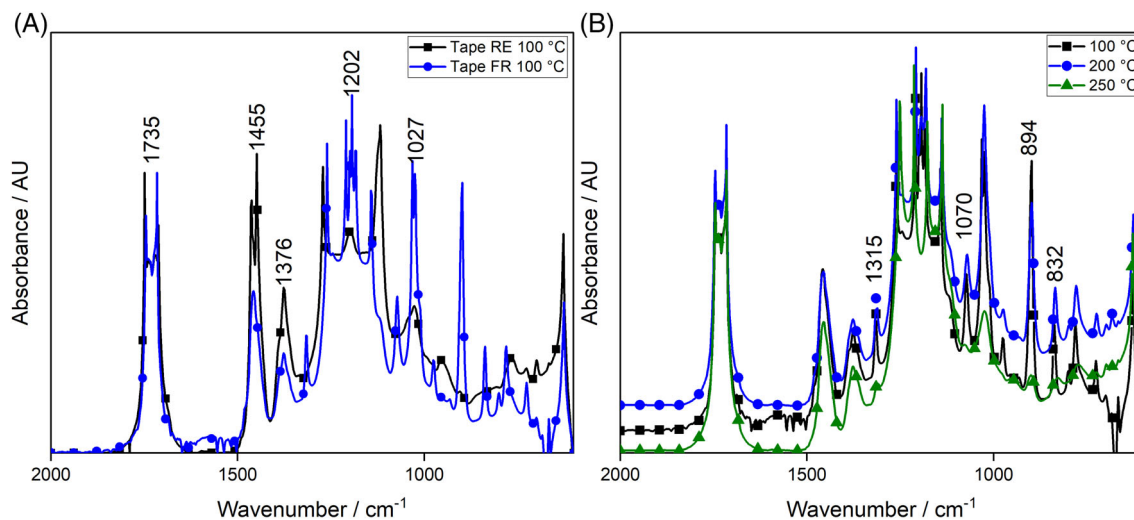 (A)
Absorbance / AU
1735
1455
1376
1202
1027
Tape RE 100 °C
Tape FR 100 °C
2000
1500
1000
Wavenumber / cm⁻¹
(B)
Absorbance / AU
1315
1070
894
832
100 °C
200 °C
250 °C
2000
1500
1000
Wavenumber / cm⁻¹